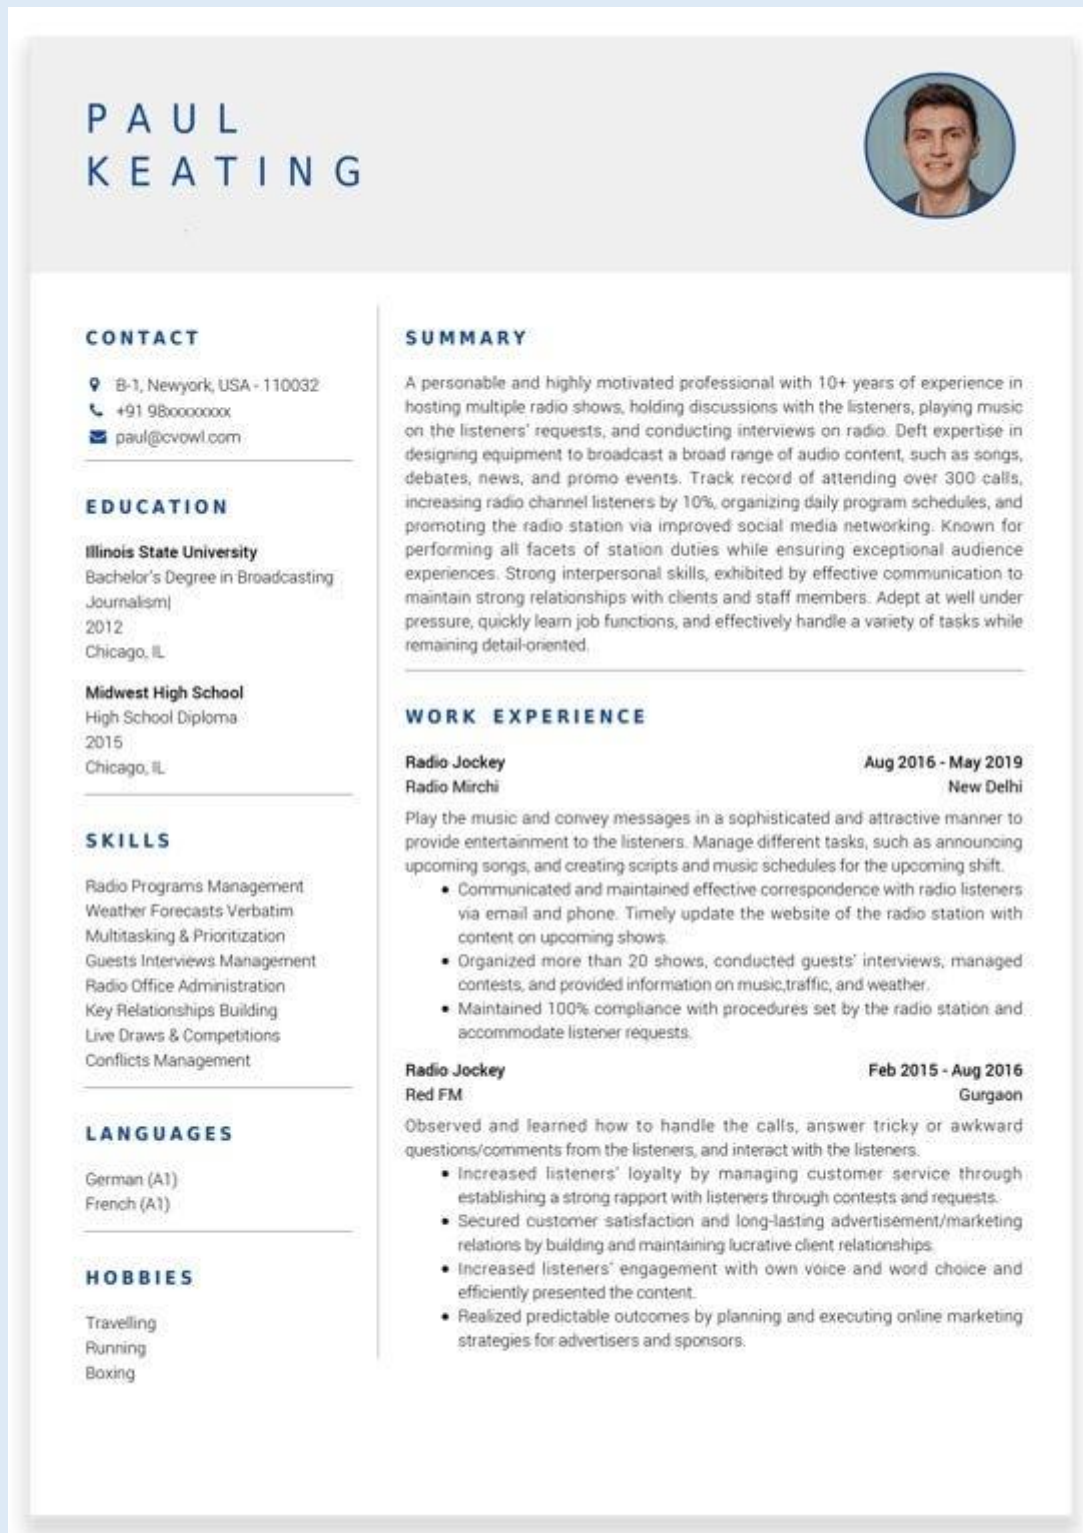 PAUL
KEATING
CONTACT
B-1, Newyork, USA - 110032
+91 98xxxxxxxx
paul@cvowl.com
EDUCATION
Illinois State University
Bachelor's Degree in Broadcasting
Journalism|
2012
Chicago, IL
Midwest High School
High School Diploma
2015
Chicago, IL
SKILLS
Radio Programs Management
Weather Forecasts Verbatim
Multitasking & Prioritization
Guests Interviews Management
Radio Office Administration
Key Relationships Building
Live Draws & Competitions
Conflicts Management
LANGUAGES
German (A1)
French (A1)
HOBBIES
Travelling
Running
Boxing
SUMMARY
A personable and highly motivated professional with 10+ years of experience in
hosting multiple radio shows, holding discussions with the listeners, playing music
on the listeners' requests, and conducting interviews on radio. Deft expertise in
designing equipment to broadcast a broad range of audio content, such as songs,
debates, news, and promo events. Track record of attending over 300 calls,
increasing radio channel listeners by 10%, organizing daily program schedules, and
promoting the radio station via improved social media networking. Known for
performing all facets of station duties while ensuring exceptional audience
experiences. Strong interpersonal skills, exhibited by effective communication to
maintain strong relationships with clients and staff members. Adept at well under
pressure, quickly learn job functions, and effectively handle a variety of tasks while
remaining detail-oriented.
WORK EXPERIENCE
Radio Jockey Aug 2016 - May 2019
Radio Mirchi New Delhi
Play the music and convey messages in a sophisticated and attractive manner to
provide entertainment to the listeners. Manage different tasks, such as announcing
upcoming songs, and creating scripts and music schedules for the upcoming shift.
• Communicated and maintained effective correspondence with radio listeners
via email and phone. Timely update the website of the radio station with
content on upcoming shows.
• Organized more than 20 shows, conducted guests' interviews, managed
contests, and provided information on music,traffic, and weather.
• Maintained 100% compliance with procedures set by the radio station and
accommodate listener requests.
Radio Jockey Feb 2015 - Aug 2016
Red FM Gurgaon
Observed and learned how to handle the calls, answer tricky or awkward
questions/comments from the listeners, and interact with the listeners.
• Increased listeners' loyalty by managing customer service through
establishing a strong rapport with listeners through contests and requests.
• Secured customer satisfaction and long-lasting advertisement/marketing
relations by building and maintaining lucrative client relationships.
• Increased listeners' engagement with own voice and word choice and
efficiently presented the content.
• Realized predictable outcomes by planning and executing online marketing
strategies for advertisers and sponsors.